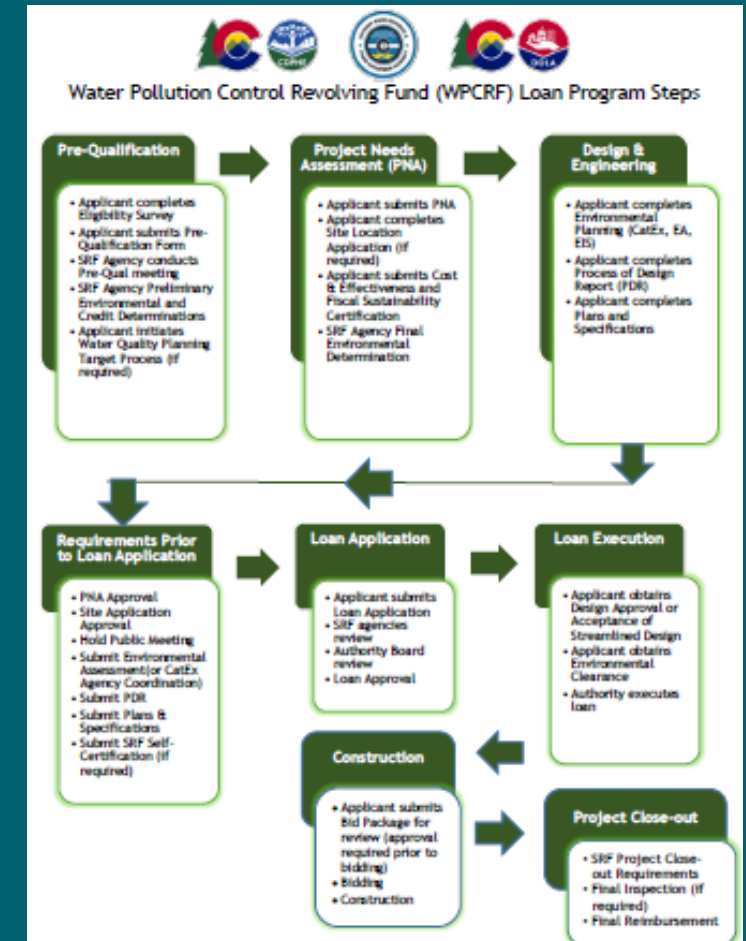 CDPHE
DOLA
Water Pollution Control Revolving Fund (WPCRF) Loan Program Steps
Pre-Qualification
• Applicant completes
Eligibility Survey
• Applicant submits Pre-
Qualification Form
• SRF Agency conducts
Pre-Qual meeting
• SRF Agency Preliminary
Environmental and
Credit Determinations
• Applicant initiates
Water Quality Planning
Target Process (if
required)
Project Needs
Assessment (PNA)
• Applicant submits PNA
• Applicant completes
Site Location
Application (if
required)
• Applicant submits Cost
& Effectiveness and
Fiscal Sustainability
Certification
• SRF Agency Final
Environmental
Determination
Design &
Engineering
• Applicant completes
Environmental
Planning (CatEx, EA,
EIS)
• Applicant completes
Process of Design
Report (PDR)
• Applicant completes
Plans and
Specifications
Requirements Prior
to Loan Application
• PNA Approval
• Site Application
Approval
• Hold Public Meeting
• Submit Environmental
Assessment(or CatEx
Agency Coordination)
• Submit PDR
• Submit Plans &
Specifications
• Submit SRF Self-
Certification (if
required)
Loan Application
• Applicant submits
Loan Application
• SRF agencies
review
• Authority Board
review
• Loan Approval
Loan Execution
• Applicant obtains
Design Approval or
Acceptance of
Streamlined Design
• Applicant obtains
Environmental
Clearance
• Authority executes
loan
Construction
• Applicant submits
Bid Package for
review (approval
required prior to
bidding)
• Bidding
• Construction
Project Close-out
• SRF Project Close-
out Requirements
• Final Inspection (if
required)
• Final Reimbursement